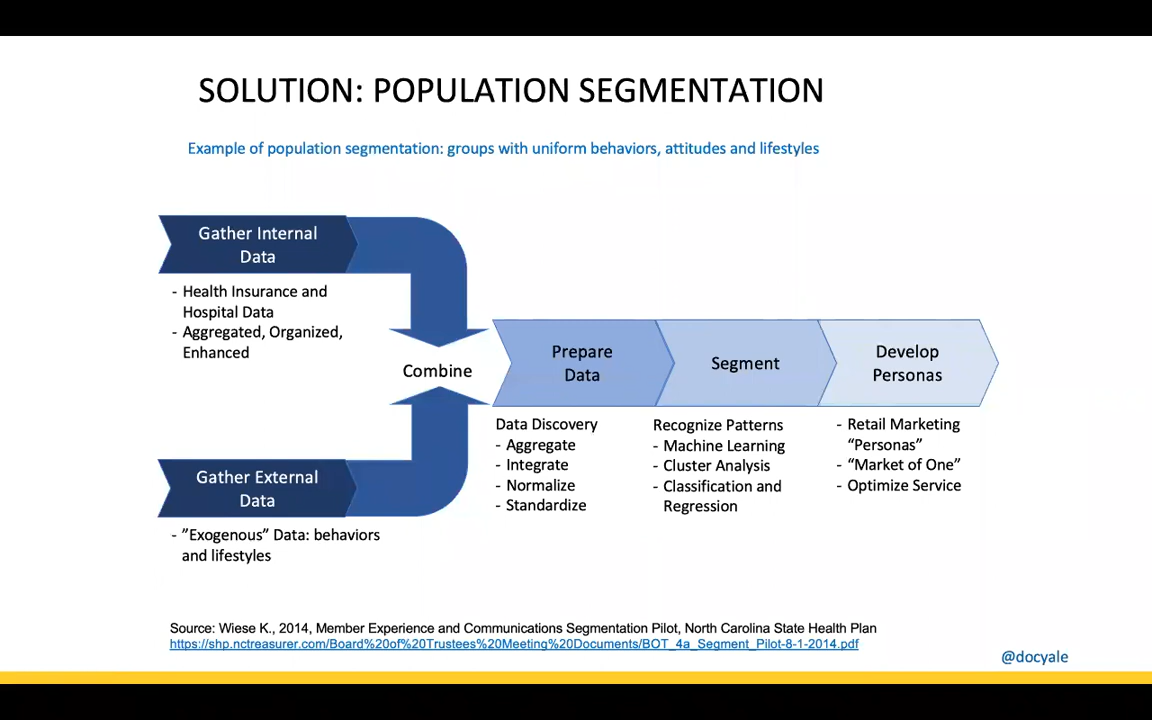 SOLUTION: POPULATION SEGMENTATION
Example of population segmentation: groups with uniform behaviors, attitudes and lifestyles
Gather Internal
Data
- Health Insurance and
Hospital Data
- Aggregated, Organized,
Enhanced
Combine
Gather External
Data
- ”Exogenous” Data: behaviors
and lifestyles
Prepare
Data
Data Discovery
- Aggregate
- Integrate
- Normalize
- Standardize
Segment
Recognize Patterns
- Machine Learning
- Cluster Analysis
- Classification and
Regression
Develop
Personas
- Retail Marketing
“Personas”
- “Market of One”
- Optimize Service
Source: Wiese K., 2014, Member Experience and Communications Segmentation Pilot, North Carolina State Health Plan
https://shp.nctreasurer.com/Board%20of%20Trustees%20Meeting%20Documents/BOT_4a_Segment_Pilot-8-1-2014.pdf
@docyale